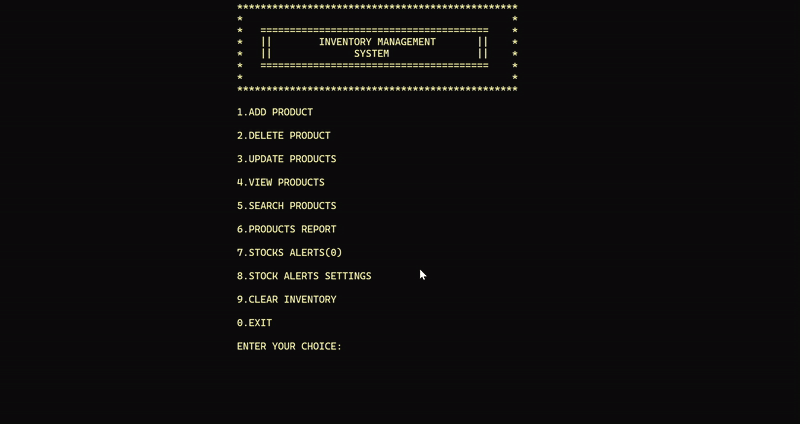 ************************************************
* *
* ======================================= *
* || INVENTORY MANAGEMENT || *
* || SYSTEM || *
* ======================================= *
* *
************************************************
1.ADD PRODUCT
2.DELETE PRODUCT
3.UPDATE PRODUCTS
4.VIEW PRODUCTS
5.SEARCH PRODUCTS
6.PRODUCTS REPORT
7.STOCKS ALERTS(0)
8.STOCK ALERTS SETTINGS
9.CLEAR INVENTORY
0.EXIT
ENTER YOUR CHOICE: